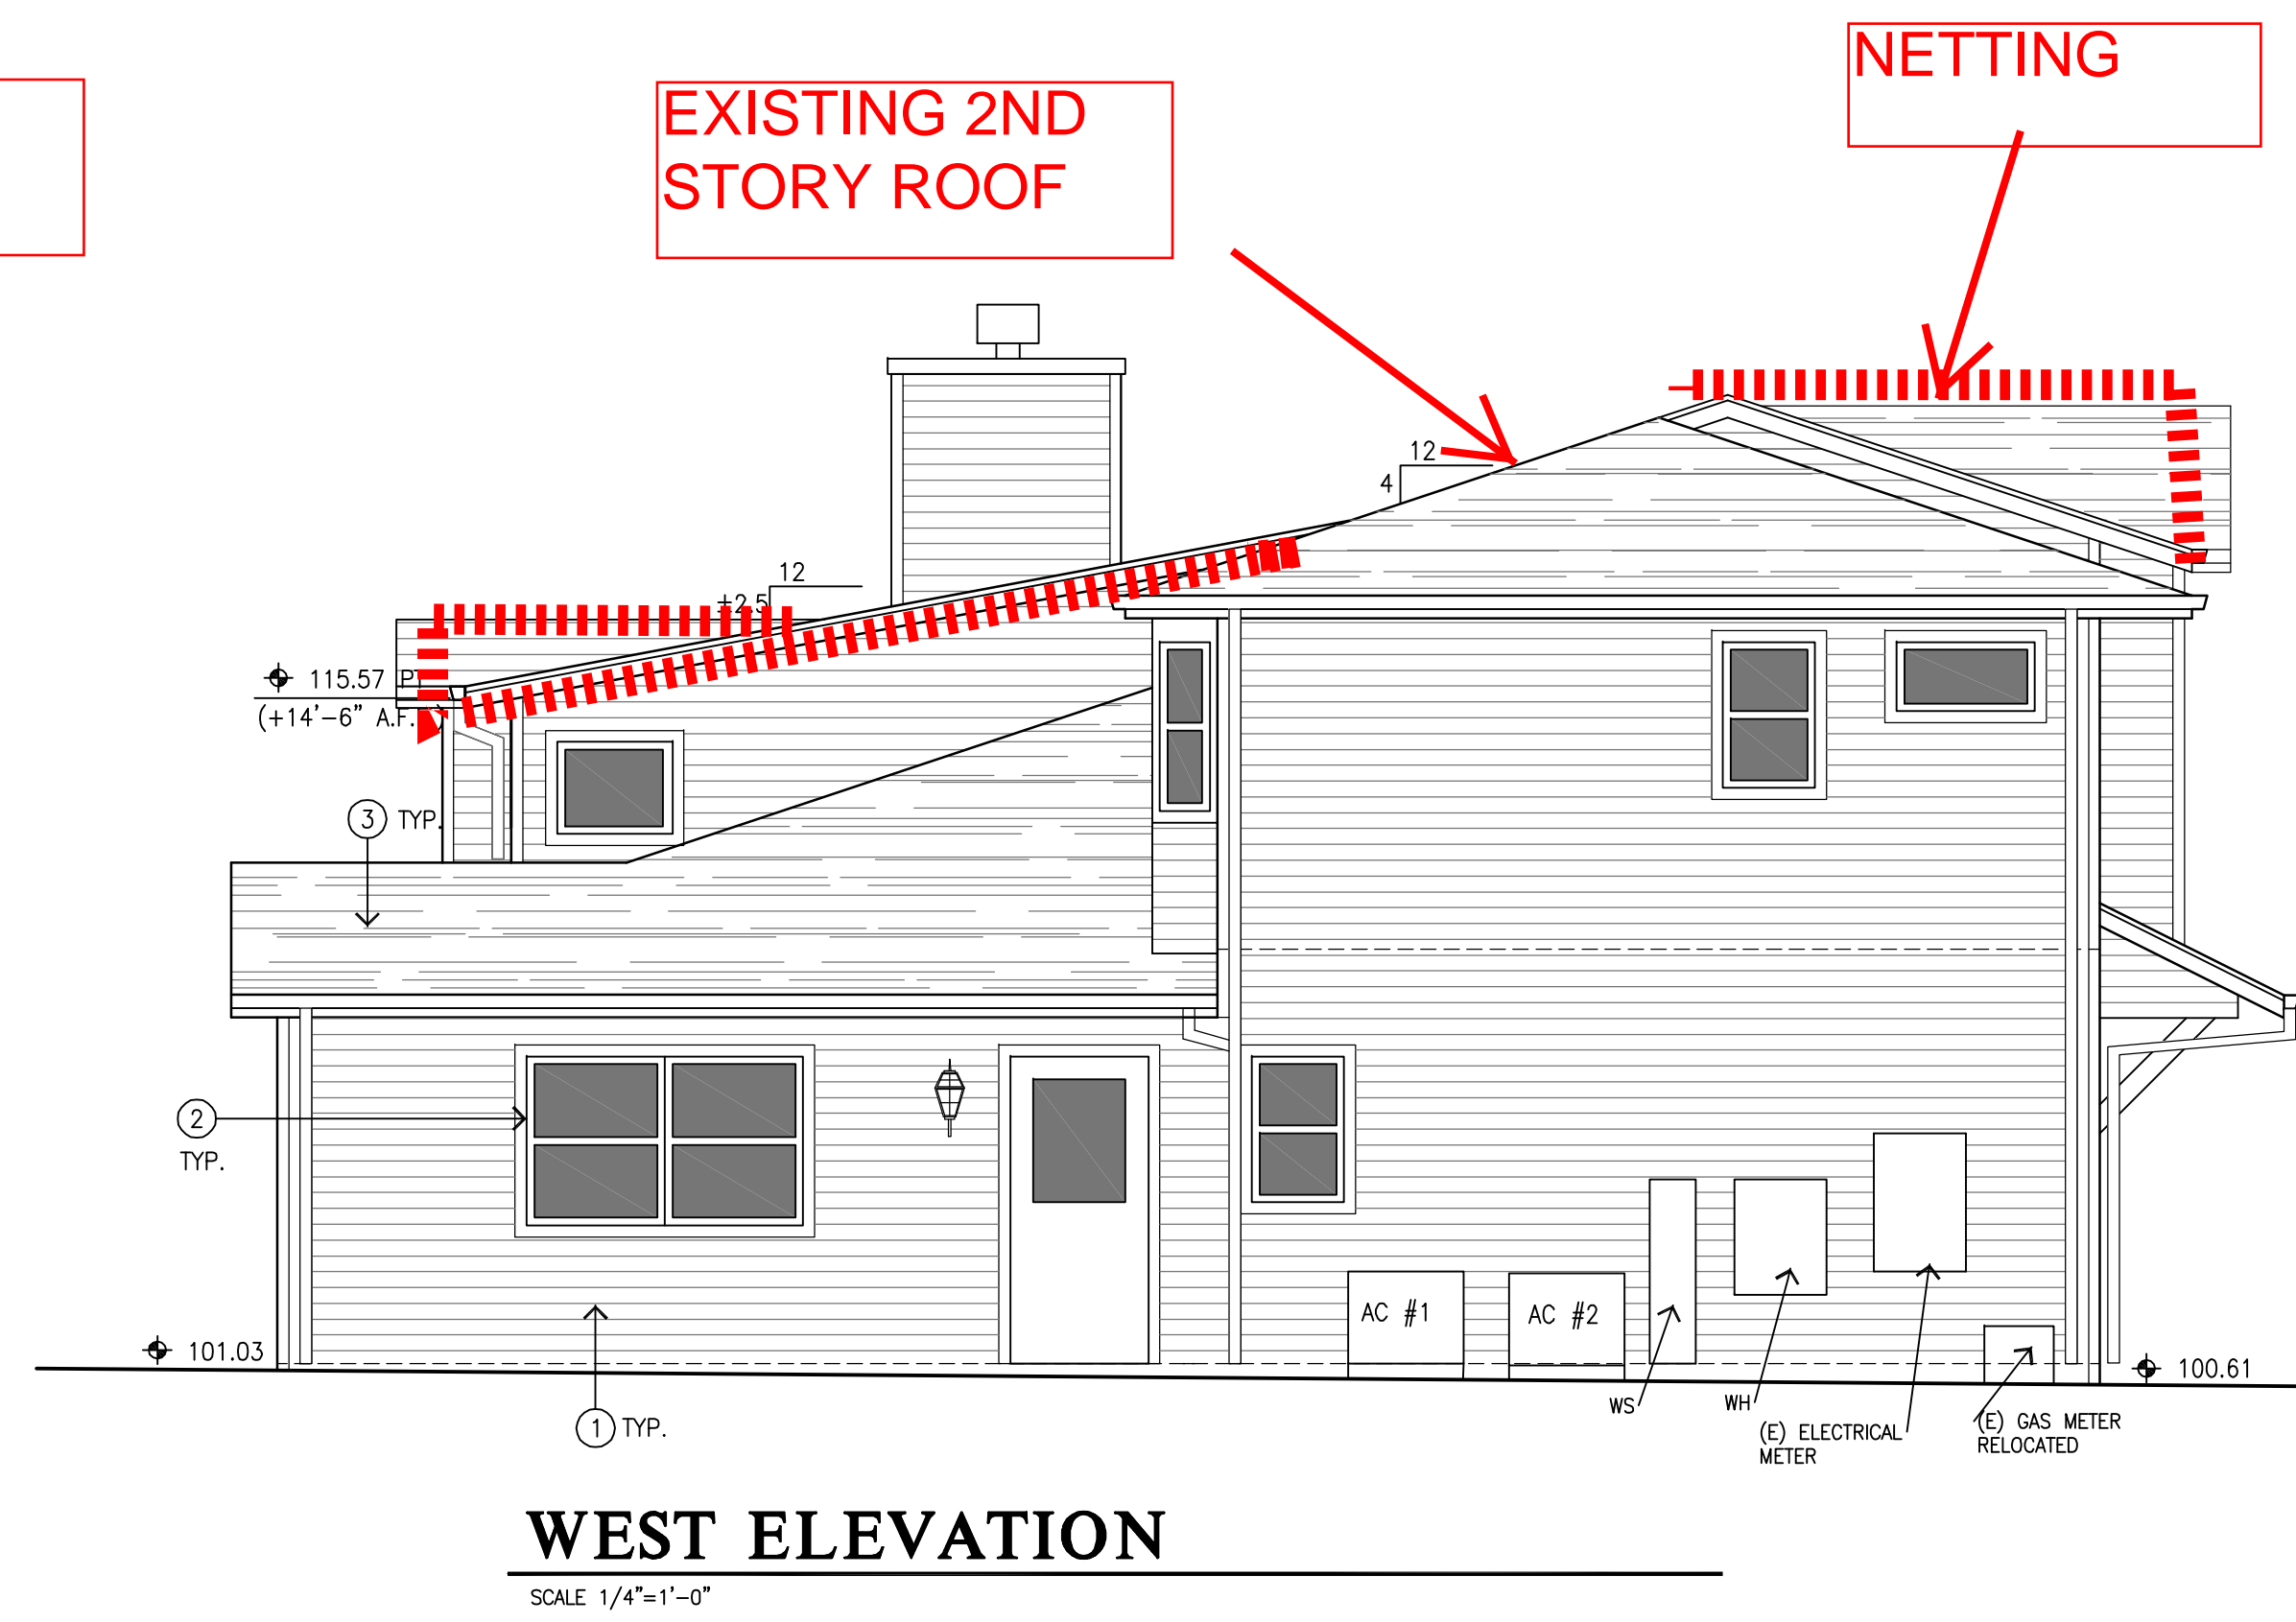 NETTING
EXISTING 2ND
STORY ROOF
12
4
12
±2.5
115.57 PT
(+14'-6" A.F.
3 TYP.
2
TYP.
101.03
1 TYP.
AC #1
AC #2
WS
WH
(E) ELECTRICAL
METER
(E) GAS METER
RELOCATED
100.61
WEST ELEVATION
SCALE 1/4"=1'-0"